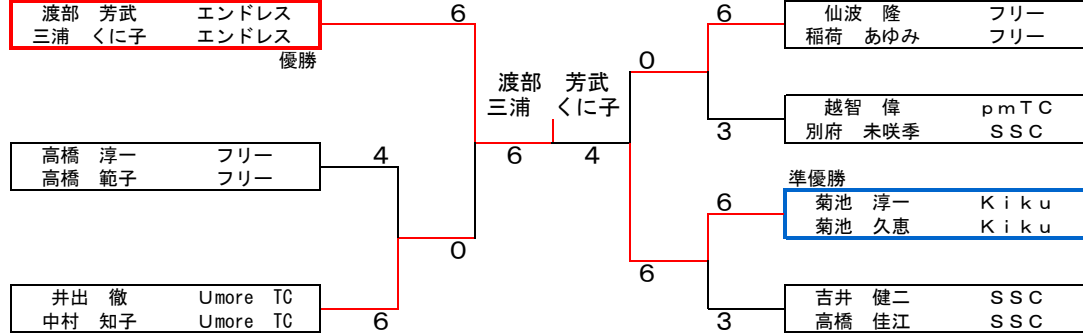 渡部　芳武　エンドレス
三浦　くに子　エンドレス
優勝
6
高橋　淳一　フリー
高橋　範子　フリー
4
井出　徹　Umore　TC
中村　知子　Umore　TC
6
0
渡部　芳武
三浦　くに子
6
4
仙波　隆　フリー
稲荷　あゆみ　フリー
6
0
越智　偉　ｐｍＴＣ
別府　未咲季　ＳＳＣ
3
準優勝
菊池　淳一　Ｋｉｋｕ
菊池　久恵　Ｋｉｋｕ
6
6
吉井　健二　ＳＳＣ
高橋　佳江　ＳＳＣ
3